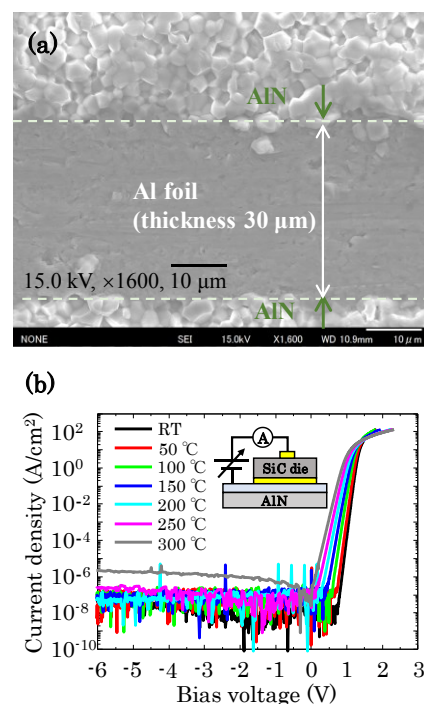 (a)
AlN
Al foil
(thickness 30 μm)
15.0 kV, ×1600, 10 μm
AlN
NONE SEI 15.0kV X1,600 WD 10.9mm 10μm
(b)
Current density (A/cm²)
10²
10⁰
10⁻²
10⁻⁴
10⁻⁶
10⁻⁸
10⁻¹⁰
RT
50 ℃
100 ℃
150 ℃
200 ℃
250 ℃
300 ℃
A
SiC die
AlN
-6 -5 -4 -3 -2 -1 0 1 2 3
Bias voltage (V)